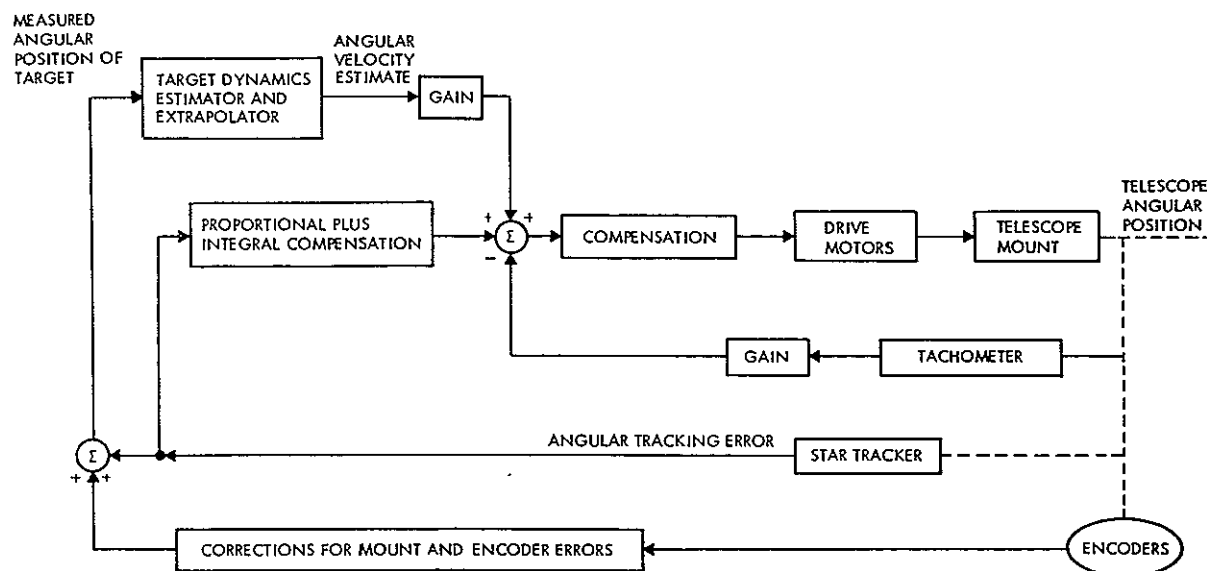 MEASURED
ANGULAR
POSITION OF
TARGET
TARGET DYNAMICS
ESTIMATOR AND
EXTRAPOLATOR
ANGULAR
VELOCITY
ESTIMATE
GAIN
PROPORTIONAL PLUS
INTEGRAL COMPENSATION
+
+
Σ
−
COMPENSATION
DRIVE
MOTORS
TELESCOPE
MOUNT
TELESCOPE
ANGULAR
POSITION
GAIN
TACHOMETER
Σ
+
+
ANGULAR TRACKING ERROR
STAR TRACKER
CORRECTIONS FOR MOUNT AND ENCODER ERRORS
ENCODERS